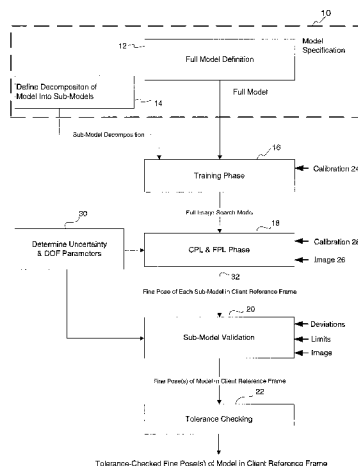 10
Model
Specification
12
Full Model Definition
Define Decomposition of
Model Into Sub-Models
14
Full Model
Sub-Model Decomposition
16
Training Phase
Calibration 24
Full Image Search Model
30
18
Determine Uncertainty
& DOF Parameters
CPL & FPL Phase
Calibration 28
Image 26
32
Fine Pose of Each Sub-Model in Client Reference Frame
20
Sub-Model Validation
Deviations
Limits
Image
Fine Pose(s) of Model in Client Reference Frame
22
Tolerance Checking
Tolerance-Checked Fine Pose(s) of Model in Client Reference Frame